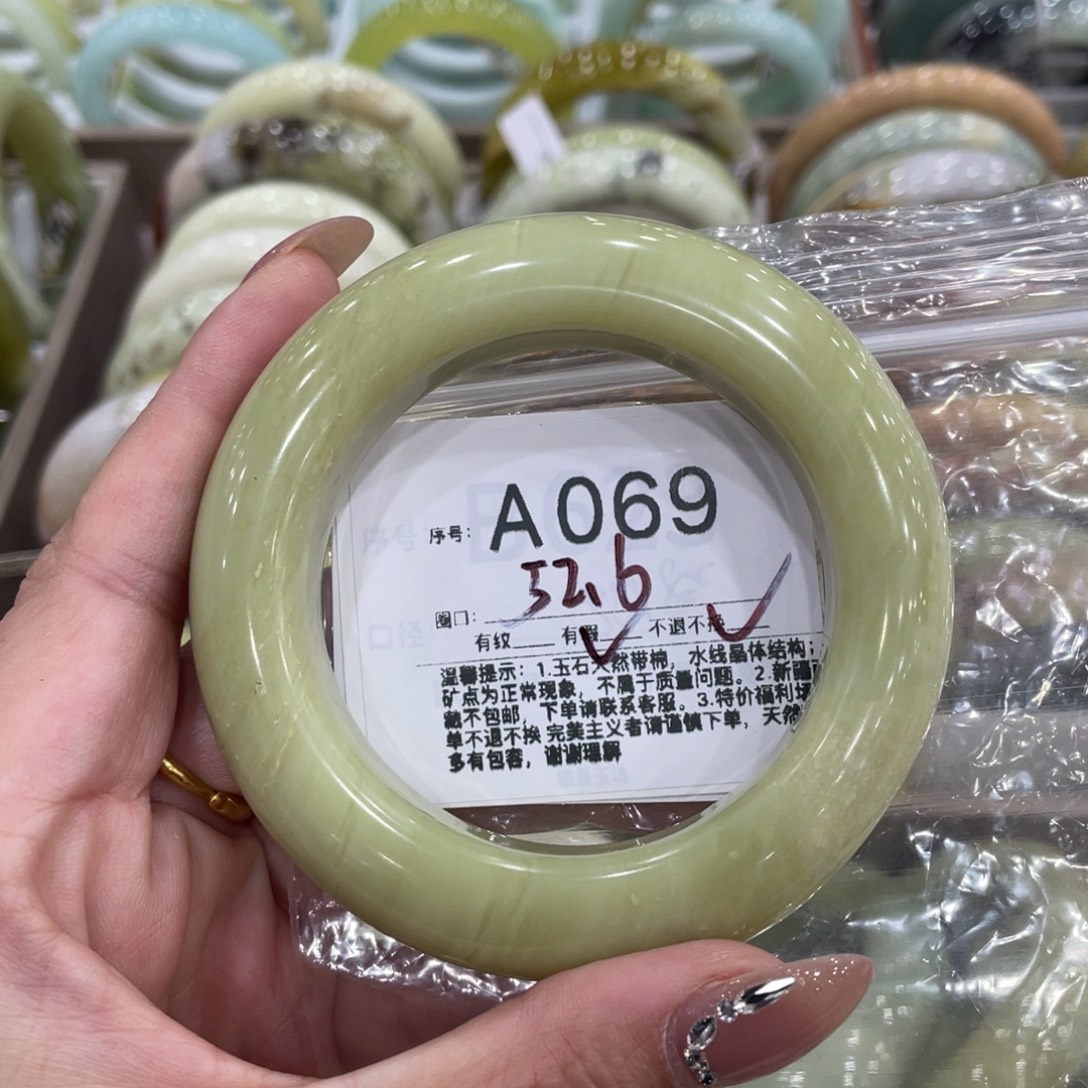 序号: A069
圈口: 52.6
有纹 有瑕 不退不换
温馨提示：1.玉石天然带棉，水线晶体结构；
矿点为正常现象，不属于质量问题。2.新疆
藏不包邮，下单请联系客服。3.特价福利
单不退不换 完美主义者请谨慎下单，天然
多有包容，谢谢理解